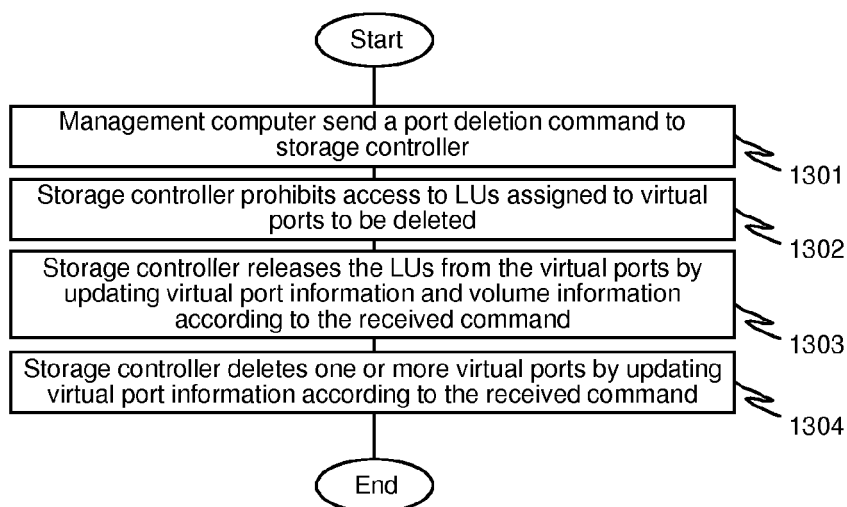 Start
Management computer send a port deletion command to
storage controller
1301
Storage controller prohibits access to LUs assigned to virtual
ports to be deleted
1302
Storage controller releases the LUs from the virtual ports by
updating virtual port information and volume information
according to the received command
1303
Storage controller deletes one or more virtual ports by updating
virtual port information according to the received command
1304
End